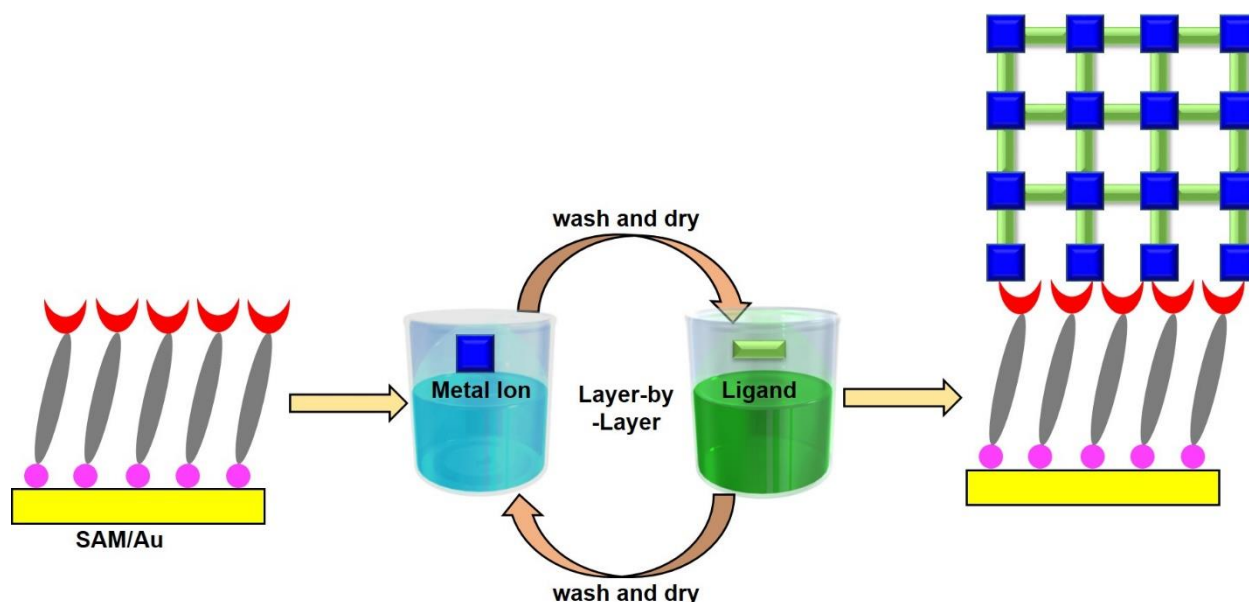 wash and dry
Metal Ion
Layer-by
-Layer
Ligand
SAM/Au
wash and dry